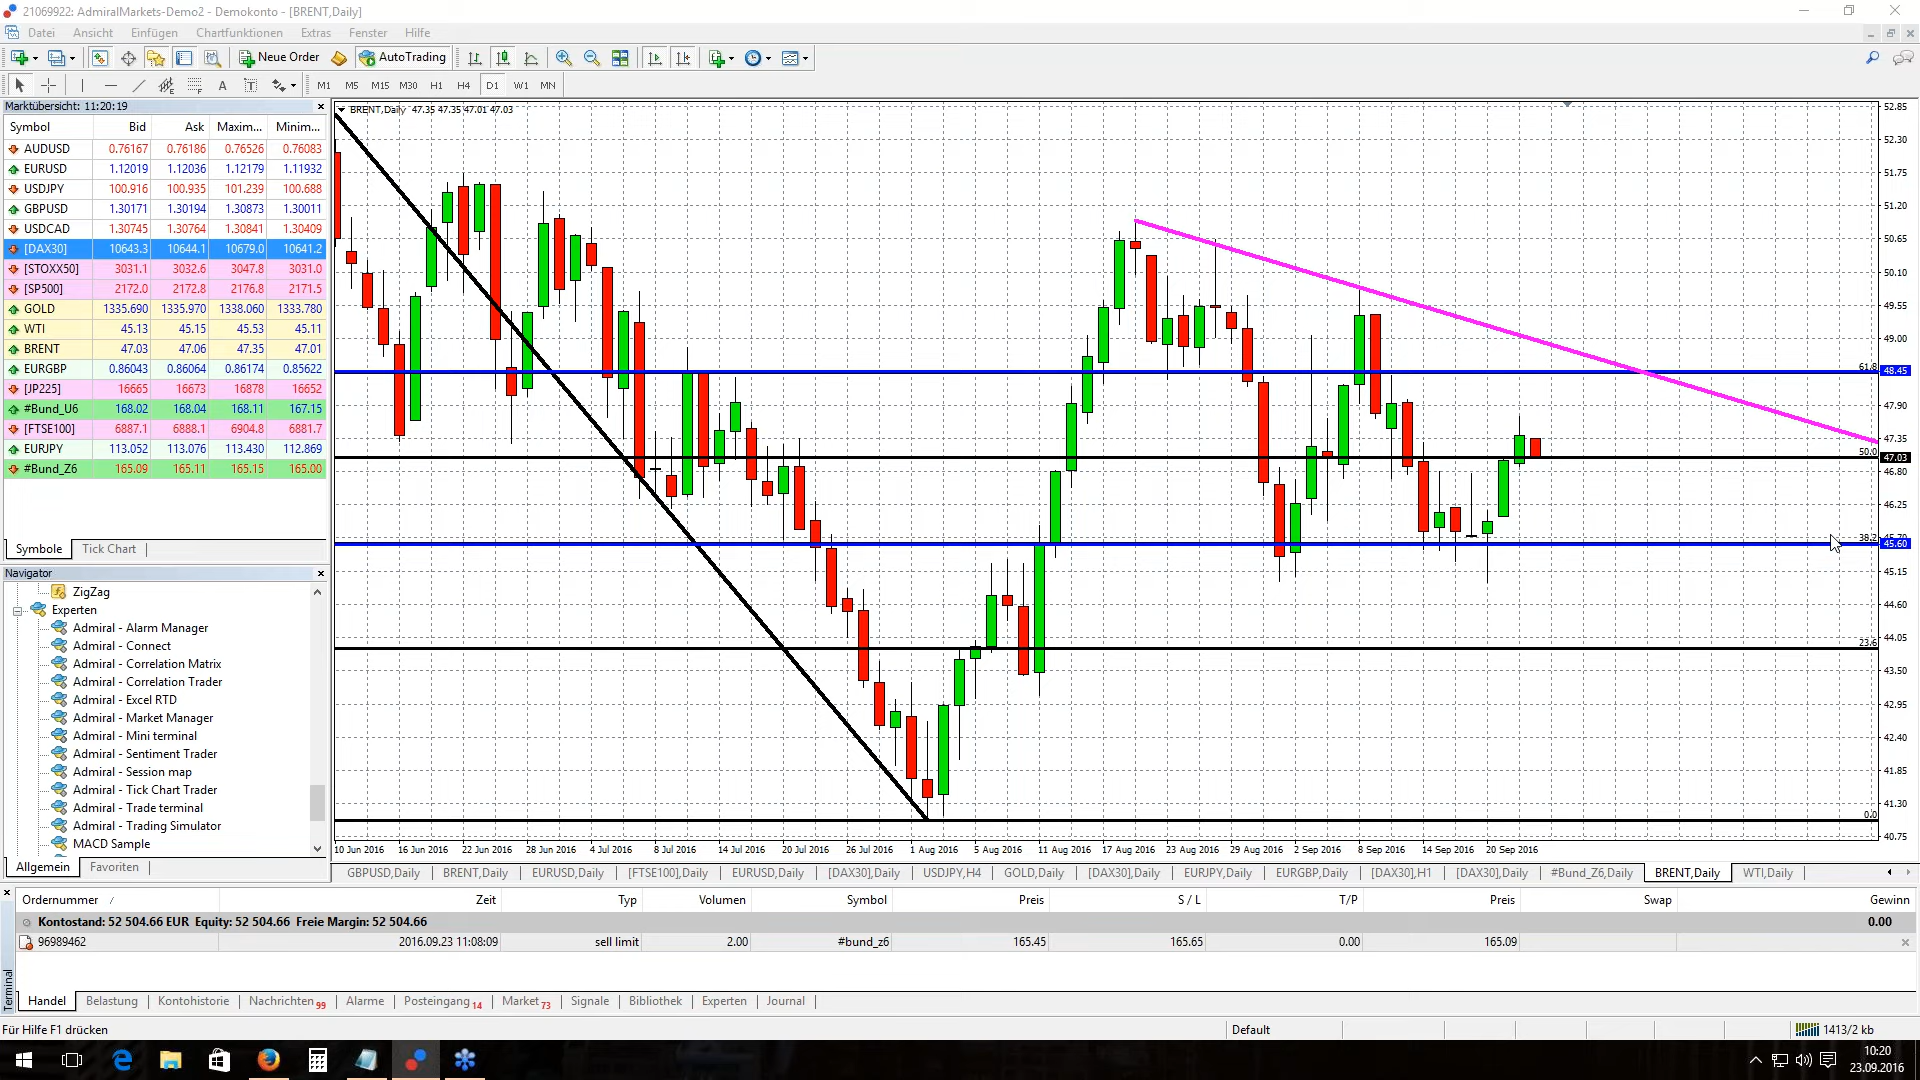 21069922: AdmiralMarkets-Demo2 - Demokonto - [BRENT,Daily]
Datei Ansicht Einfügen Chartfunktionen Extras Fenster Hilfe
Neue Order AutoTrading
A T M1 M5 M15 M30 H1 H4 D1 W1 MN
Marktübersicht: 11:20:19
Symbol Bid Ask Maxim... Minim...
AUDUSD 0.76167 0.76186 0.76526 0.76083
EURUSD 1.12019 1.12036 1.12179 1.11932
USDJPY 100.916 100.935 101.239 100.688
GBPUSD 1.30171 1.30194 1.30873 1.30011
USDCAD 1.30745 1.30764 1.30841 1.30409
[DAX30] 10643.3 10644.1 10679.0 10641.2
[STOXX50] 3031.1 3032.6 3047.8 3031.0
[SP500] 2172.0 2172.8 2176.8 2171.5
GOLD 1335.690 1335.970 1338.060 1333.780
WTI 45.13 45.15 45.53 45.11
BRENT 47.03 47.06 47.35 47.01
EURGBP 0.86043 0.86064 0.86174 0.85622
[JP225] 16665 16673 16878 16652
#Bund_U6 168.02 168.04 168.11 167.15
[FTSE100] 6887.1 6888.1 6904.8 6881.7
EURJPY 113.052 113.076 113.430 112.869
#Bund_Z6 165.09 165.11 165.15 165.00
Symbole Tick Chart
Navigator
ZigZag
Experten
Admiral - Alarm Manager
Admiral - Connect
Admiral - Correlation Matrix
Admiral - Correlation Trader
Admiral - Excel RTD
Admiral - Market Manager
Admiral - Mini terminal
Admiral - Sentiment Trader
Admiral - Session map
Admiral - Tick Chart Trader
Admiral - Trade terminal
Admiral - Trading Simulator
MACD Sample
Allgemein Favoriten
BRENT,Daily 47.35 47.35 47.01 47.03
52.85
52.30
51.75
51.20
50.65
50.10
49.55
49.00
61.8 48.45
47.90
47.35
50.0 47.03
46.80
46.25
38.2 45.60
45.15
44.60
44.05
23.6
43.50
42.95
42.40
41.85
41.30
0.0
40.75
10 Jun 2016 16 Jun 2016 22 Jun 2016 28 Jun 2016 4 Jul 2016 8 Jul 2016 14 Jul 2016 20 Jul 2016 26 Jul 2016 1 Aug 2016 5 Aug 2016 11 Aug 2016 17 Aug 2016 23 Aug 2016 29 Aug 2016 2 Sep 2016 8 Sep 2016 14 Sep 2016 20 Sep 2016
GBPUSD,Daily BRENT,Daily EURUSD,Daily [FTSE100],Daily EURUSD,Daily [DAX30],Daily USDJPY,H4 GOLD,Daily [DAX30],Daily EURJPY,Daily EURGBP,Daily [DAX30],H1 [DAX30],Daily #Bund_Z6,Daily BRENT,Daily WTI,Daily
Ordernummer / Zeit Typ Volumen Symbol Preis S / L T/P Preis Swap Gewinn
Kontostand: 52 504.66 EUR Equity: 52 504.66 Freie Margin: 52 504.66 0.00
96989462 2016.09.23 11:08:09 sell limit 2.00 #bund_z6 165.45 165.65 0.00 165.09
Terminal
Handel Belastung Kontohistorie Nachrichten 99 Alarme Posteingang 14 Market 73 Signale Bibliothek Experten Journal
Für Hilfe F1 drücken Default 1413/2 kb
10:20
23.09.2016